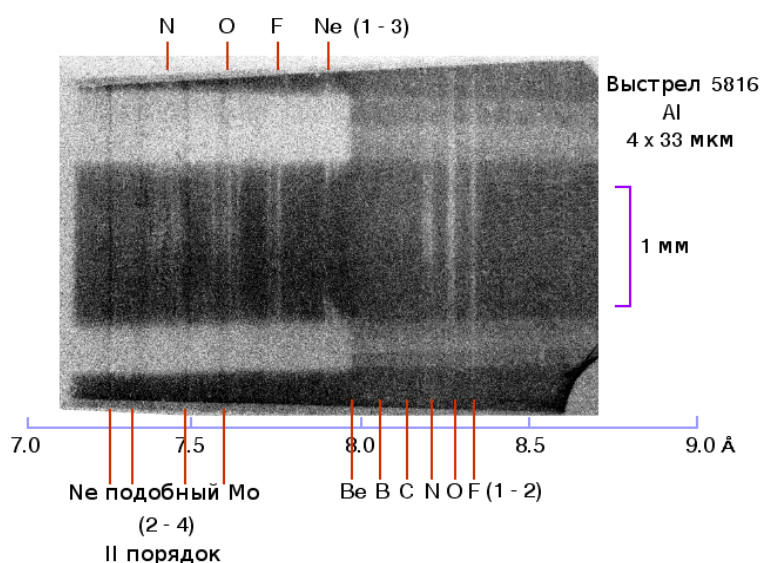 N O F Ne (1 - 3)
Выстрел 5816
Al
4 x 33 мкм
1 мм
7.0 7.5 8.0 8.5 9.0 Å
Ne подобный Mo
(2 - 4)
II порядок
Be B C N O F (1 - 2)